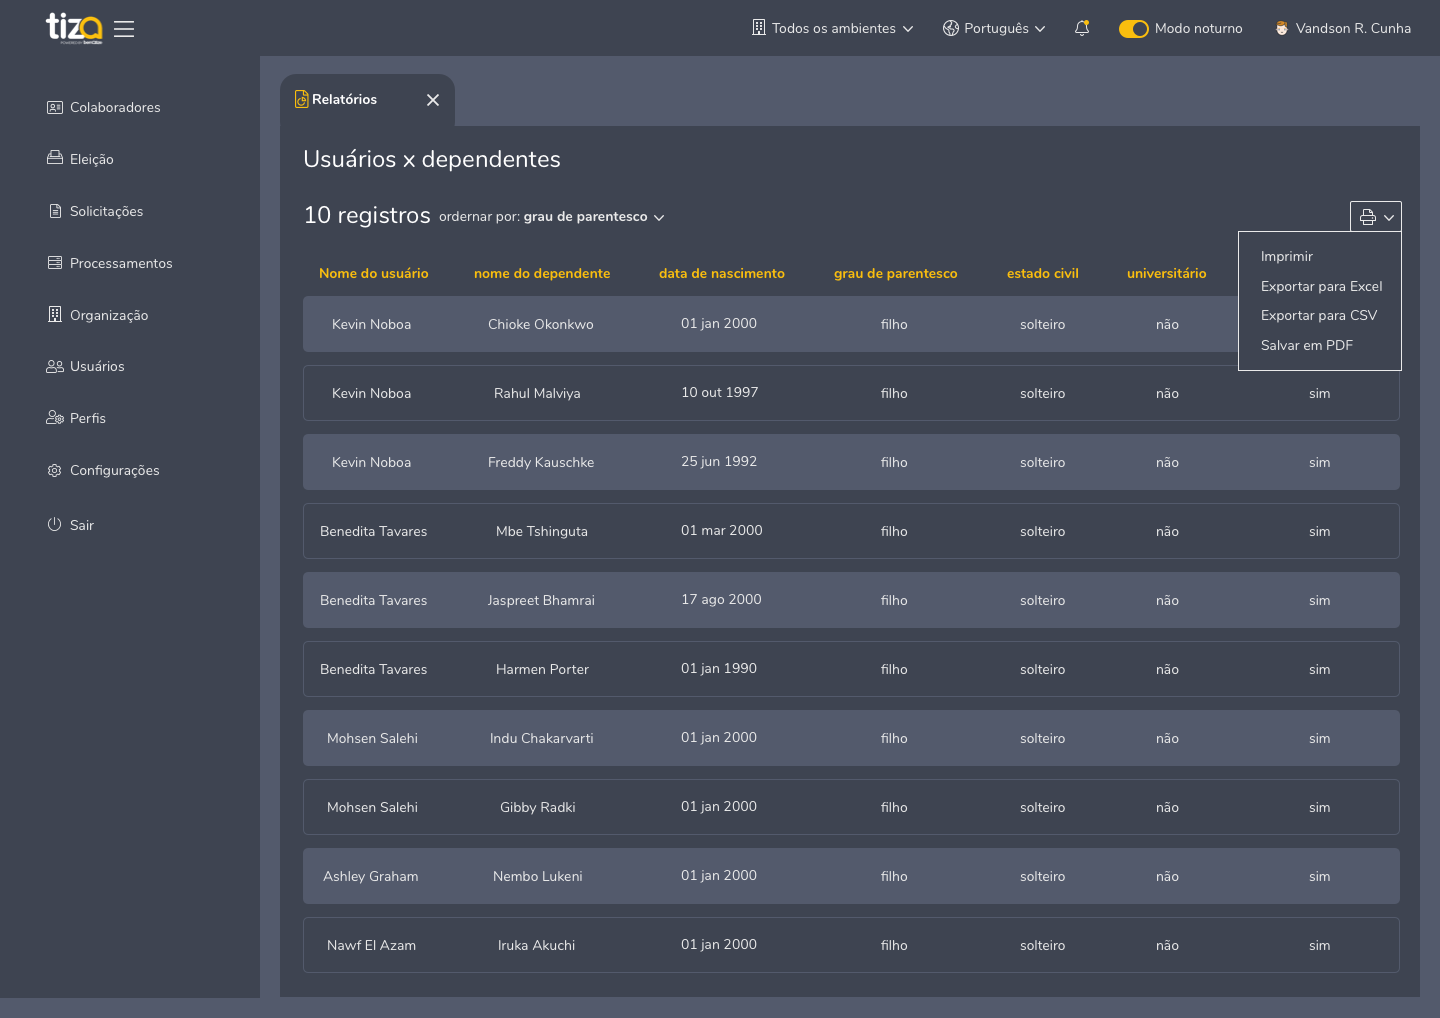 tiza
Todos os ambientes
Português
Modo noturno
Vandson R. Cunha
Colaboradores
Eleição
Solicitações
Processamentos
Organização
Usuários
Perfis
Configurações
Sair
Relatórios
Usuários x dependentes
10 registros ordernar por: grau de parentesco
Imprimir
Exportar para Excel
Exportar para CSV
Salvar em PDF
Nome do usuário nome do dependente data de nascimento grau de parentesco estado civil universitário
Kevin Noboa Chioke Okonkwo 01 jan 2000 filho solteiro não
Kevin Noboa Rahul Malviya 10 out 1997 filho solteiro não sim
Kevin Noboa Freddy Kauschke 25 jun 1992 filho solteiro não sim
Benedita Tavares Mbe Tshinguta 01 mar 2000 filho solteiro não sim
Benedita Tavares Jaspreet Bhamrai 17 ago 2000 filho solteiro não sim
Benedita Tavares Harmen Porter 01 jan 1990 filho solteiro não sim
Mohsen Salehi Indu Chakarvarti 01 jan 2000 filho solteiro não sim
Mohsen Salehi Gibby Radki 01 jan 2000 filho solteiro não sim
Ashley Graham Nembo Lukeni 01 jan 2000 filho solteiro não sim
Nawf El Azam Iruka Akuchi 01 jan 2000 filho solteiro não sim